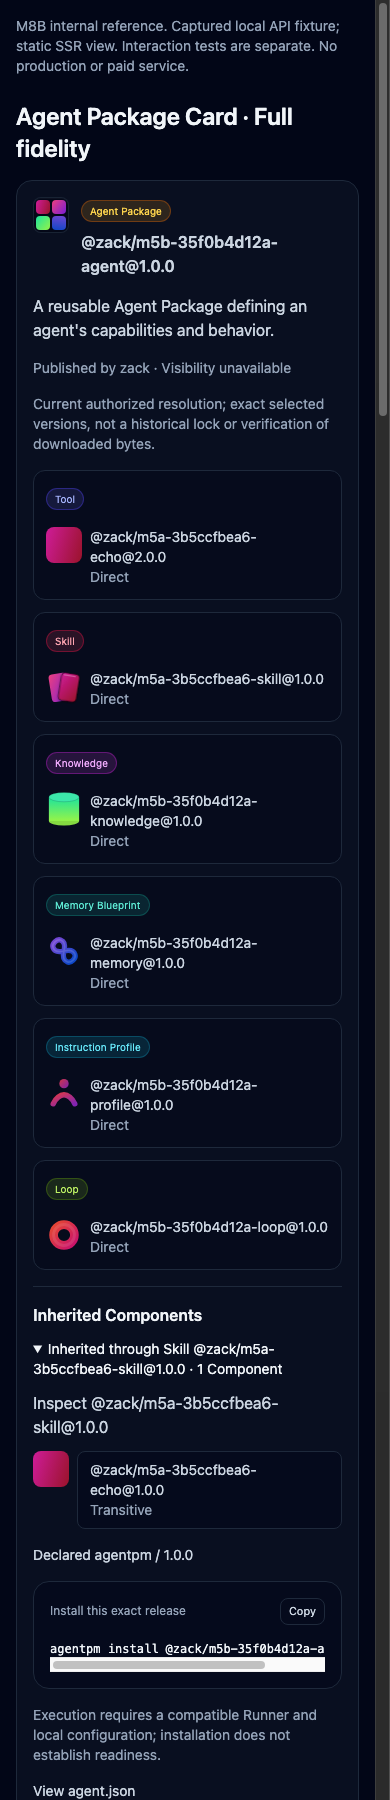 M8B internal reference. Captured local API fixture;
static SSR view. Interaction tests are separate. No
production or paid service.
Agent Package Card · Full
fidelity
Agent Package
@zack/m5b-35f0b4d12a-
agent@1.0.0
A reusable Agent Package defining an
agent's capabilities and behavior.
Published by zack · Visibility unavailable
Current authorized resolution; exact selected
versions, not a historical lock or verification of
downloaded bytes.
Tool
@zack/m5a-3b5ccfbea6-
echo@2.0.0
Direct
Skill
@zack/m5a-3b5ccfbea6-skill@1.0.0
Direct
Knowledge
@zack/m5b-35f0b4d12a-
knowledge@1.0.0
Direct
Memory Blueprint
@zack/m5b-35f0b4d12a-
memory@1.0.0
Direct
Instruction Profile
@zack/m5b-35f0b4d12a-
profile@1.0.0
Direct
Loop
@zack/m5b-35f0b4d12a-loop@1.0.0
Direct
Inherited Components
▼ Inherited through Skill @zack/m5a-
3b5ccfbea6-skill@1.0.0 · 1 Component
Inspect @zack/m5a-3b5ccfbea6-
skill@1.0.0
@zack/m5a-3b5ccfbea6-
echo@1.0.0
Transitive
Declared agentpm / 1.0.0
Install this exact release
Copy
agentpm install @zack/m5b-35f0b4d12a-a
Execution requires a compatible Runner and
local configuration; installation does not
establish readiness.
View agent.json